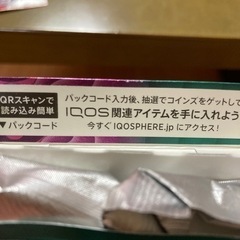 QRスキャンで
読み込み簡単
▼パックコード
パックコード入力後、抽選でコインズをゲットして
IQOS関連アイテムを手に入れよう
今すぐIQOSPHERE.jpにアクセス!